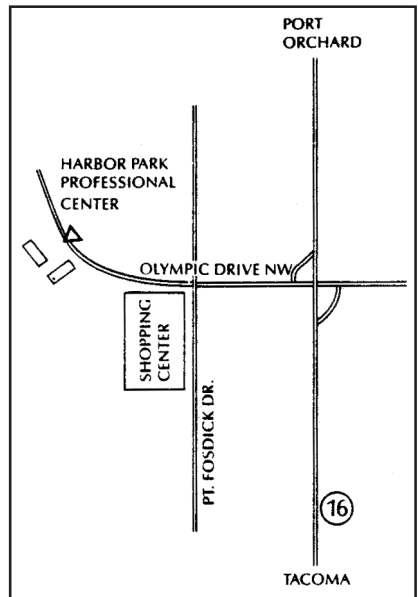 PORT
ORCHARD
HARBOR PARK
PROFESSIONAL
CENTER
OLYMPIC DRIVE NW
SHOPPING
CENTER
PT. FOSDICK DR.
16
TACOMA